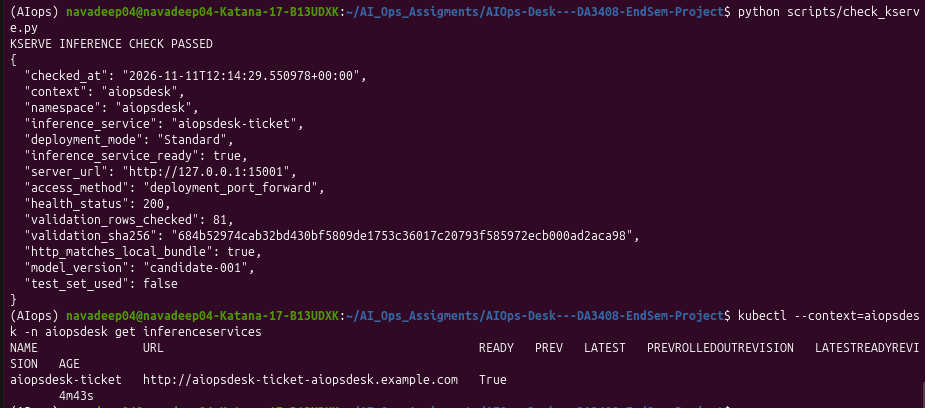 (AIops) navadeep04@navadeep04-Katana-17-B13UDXK:~/AI_Ops_Assigments/AIOps-Desk---DA3408-EndSem-Project$ python scripts/check_kserv
e.py
KSERVE INFERENCE CHECK PASSED
{
  "checked_at": "2026-11-11T12:14:29.550978+00:00",
  "context": "aiopsdesk",
  "namespace": "aiopsdesk",
  "inference_service": "aiopsdesk-ticket",
  "deployment_mode": "Standard",
  "inference_service_ready": true,
  "server_url": "http://127.0.0.1:15001",
  "access_method": "deployment_port_forward",
  "health_status": 200,
  "validation_rows_checked": 81,
  "validation_sha256": "684b52974cab32bd430bf5809de1753c36017c20793f585972ecb000ad2aca98",
  "http_matches_local_bundle": true,
  "model_version": "candidate-001",
  "test_set_used": false
}
(AIops) navadeep04@navadeep04-Katana-17-B13UDXK:~/AI_Ops_Assigments/AIOps-Desk---DA3408-EndSem-Project$ kubectl --context=aiopsdes
k -n aiopsdesk get inferenceservices
NAME               URL                                             READY   PREV   LATEST   PREVROLLEDOUTREVISION   LATESTREADYREVI
SION   AGE
aiopsdesk-ticket   http://aiopsdesk-ticket-aiopsdesk.example.com   True
       4m43s